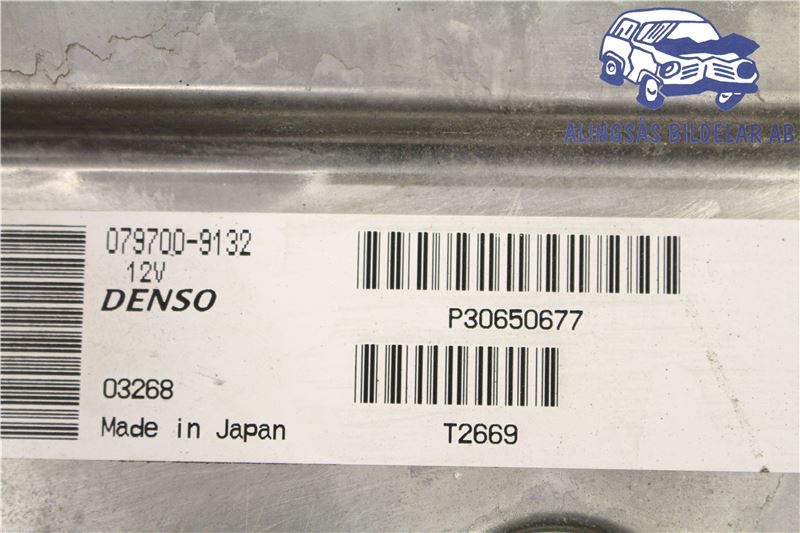 ALINGSÅS BILDELAR AB
079700-9132
12V
DENSO
P30650677
03268
Made in Japan
T2669